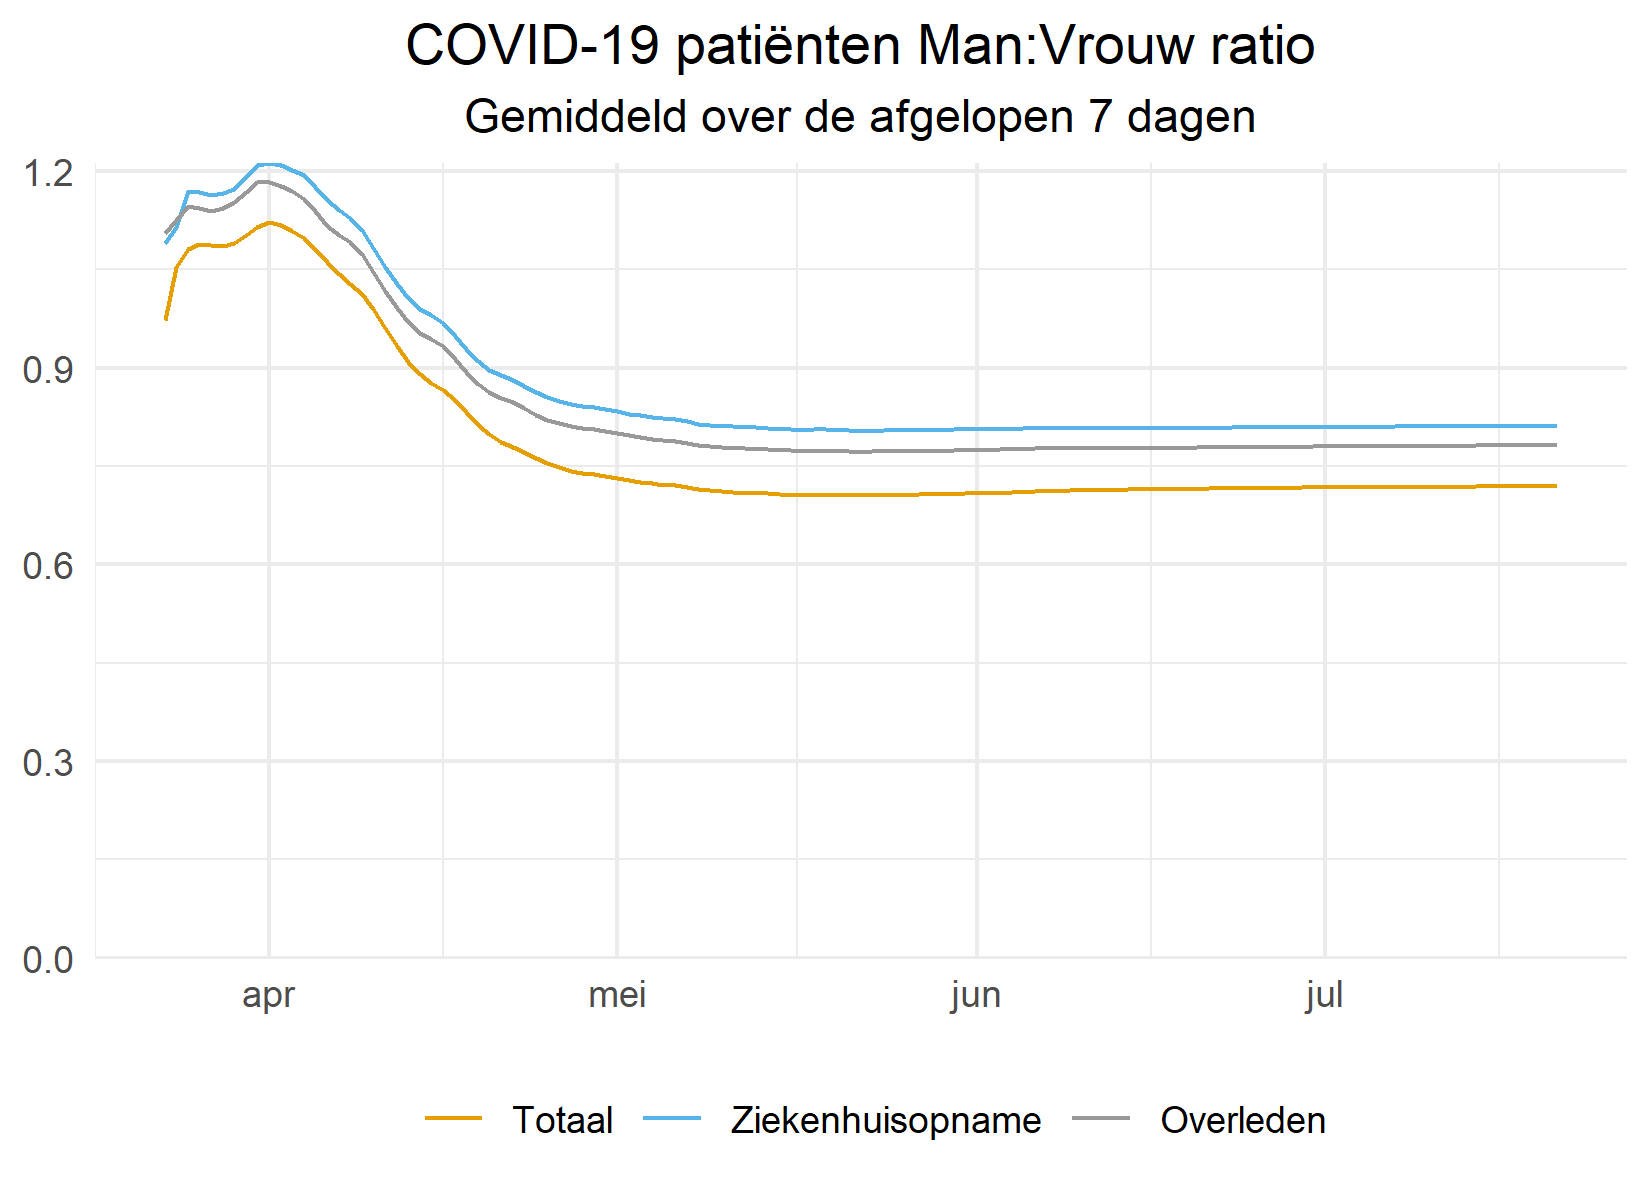 COVID-19 patiënten Man:Vrouw ratio
Gemiddeld over de afgelopen 7 dagen
1.2
0.9
0.6
0.3
0.0
apr mei jun jul
Totaal Ziekenhuisopname Overleden